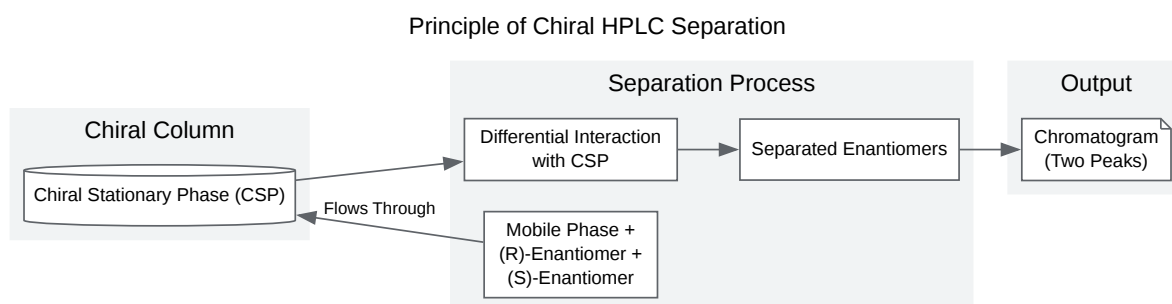 Principle of Chiral HPLC Separation
Chiral Column
Chiral Stationary Phase (CSP)
Flows Through
Separation Process
Differential Interaction
with CSP
Separated Enantiomers
Mobile Phase +
(R)-Enantiomer +
(S)-Enantiomer
Output
Chromatogram
(Two Peaks)